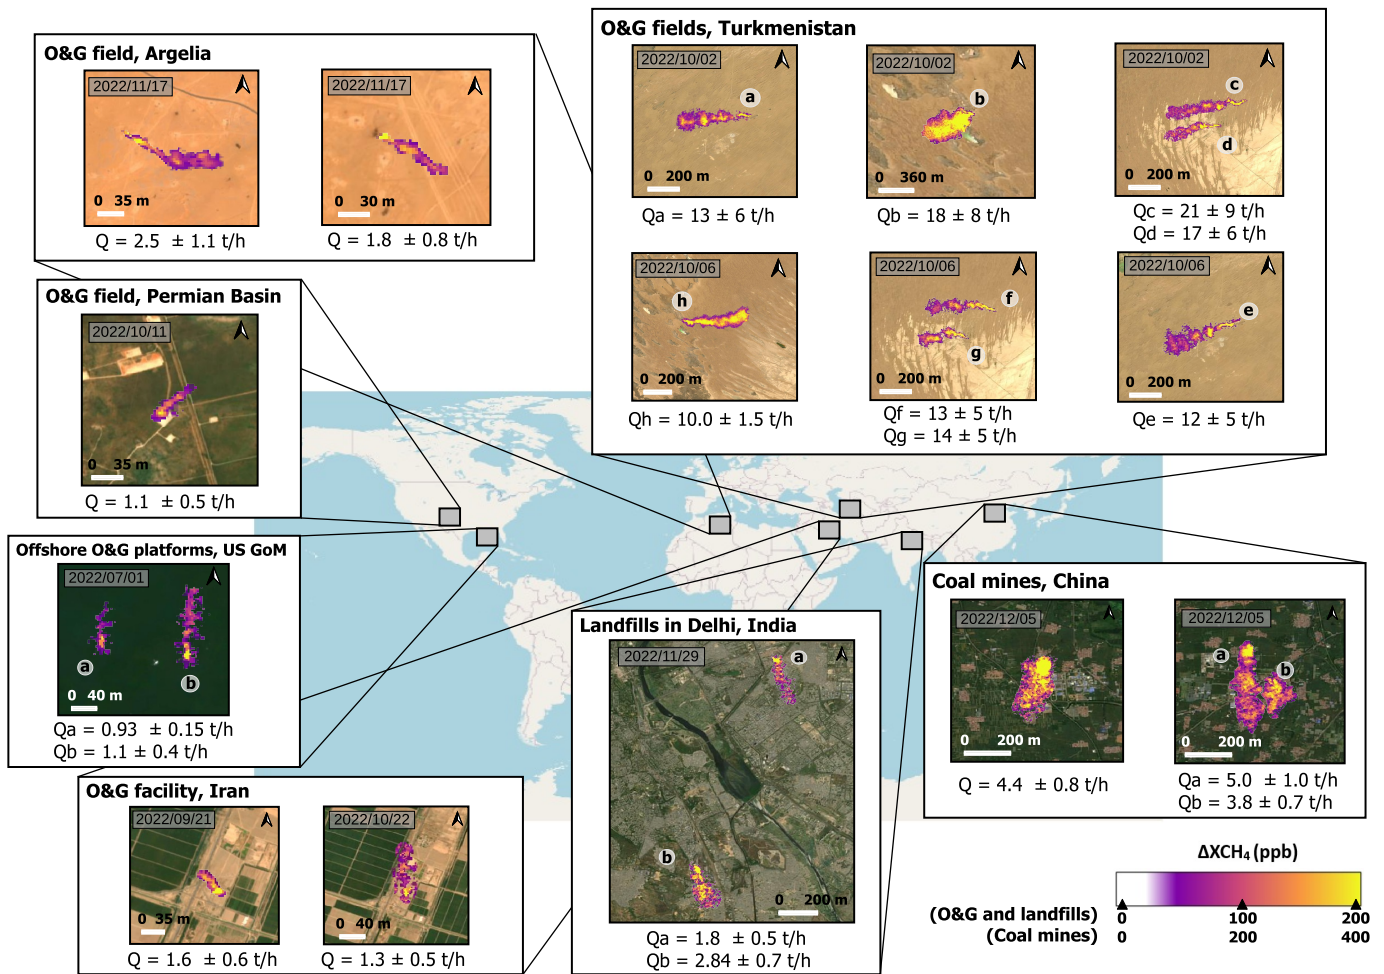 O&G field, Argelia
2022/11/17
0 35 m
Q = 2.5 ± 1.1 t/h
2022/11/17
0 30 m
Q = 1.8 ± 0.8 t/h
O&G fields, Turkmenistan
2022/10/02
a
0 200 m
Qa = 13 ± 6 t/h
2022/10/02
b
0 360 m
Qb = 18 ± 8 t/h
2022/10/02
c
d
0 200 m
Qc = 21 ± 9 t/h
Qd = 17 ± 6 t/h
2022/10/06
h
0 200 m
Qh = 10.0 ± 1.5 t/h
2022/10/06
f
g
0 200 m
Qf = 13 ± 5 t/h
Qg = 14 ± 5 t/h
2022/10/06
e
0 200 m
Qe = 12 ± 5 t/h
O&G field, Permian Basin
2022/10/11
0 35 m
Q = 1.1 ± 0.5 t/h
Offshore O&G platforms, US GoM
2022/07/01
a
b
0 40 m
Qa = 0.93 ± 0.15 t/h
Qb = 1.1 ± 0.4 t/h
O&G facility, Iran
2022/09/21
0 35 m
Q = 1.6 ± 0.6 t/h
2022/10/22
0 40 m
Q = 1.3 ± 0.5 t/h
Landfills in Delhi, India
2022/11/29
a
b
0 200 m
Qa = 1.8 ± 0.5 t/h
Qb = 2.84 ± 0.7 t/h
Coal mines, China
2022/12/05
0 200 m
Q = 4.4 ± 0.8 t/h
2022/12/05
a
b
0 200 m
Qa = 5.0 ± 1.0 t/h
Qb = 3.8 ± 0.7 t/h
ΔXCH₄ (ppb)
(O&G and landfills) 0 100 200
(Coal mines) 0 200 400